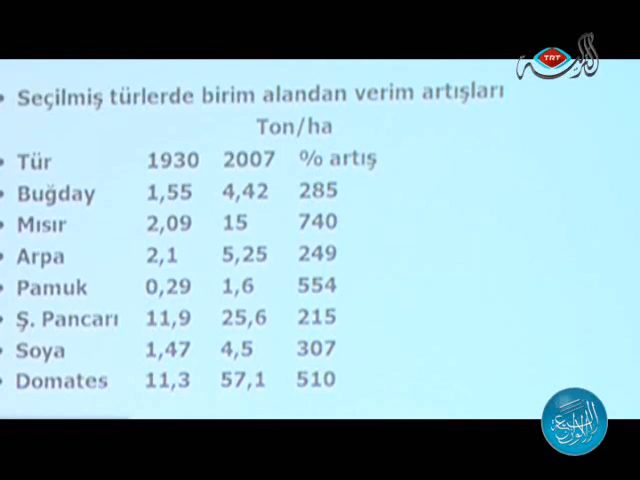 TRT
• Seçilmiş türlerde birim alandan verim artışları
Ton/ha
• Tür 1930 2007 % artış
• Buğday 1,55 4,42 285
• Mısır 2,09 15 740
• Arpa 2,1 5,25 249
• Pamuk 0,29 1,6 554
• Ş. Pancarı 11,9 25,6 215
• Soya 1,47 4,5 307
• Domates 11,3 57,1 510